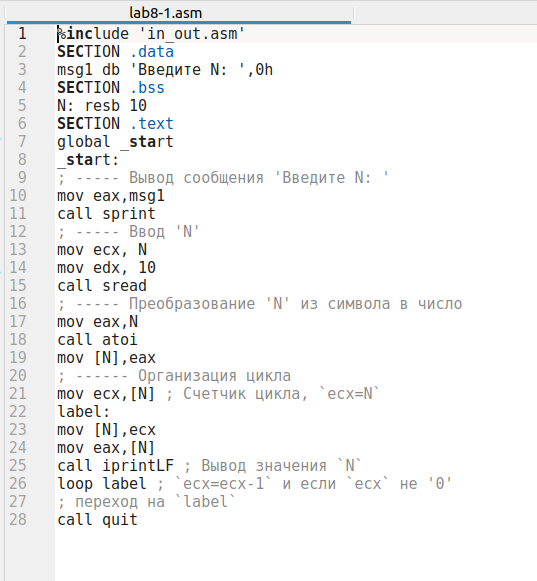 lab8-1.asm
1 %include 'in_out.asm'
2 SECTION .data
3 msg1 db 'Введите N: ',0h
4 SECTION .bss
5 N: resb 10
6 SECTION .text
7 global _start
8 _start:
9 ; ----- Вывод сообщения 'Введите N: '
10 mov eax,msg1
11 call sprint
12 ; ----- Ввод 'N'
13 mov ecx, N
14 mov edx, 10
15 call sread
16 ; ----- Преобразование 'N' из символа в число
17 mov eax,N
18 call atoi
19 mov [N],eax
20 ; ------ Организация цикла
21 mov ecx,[N] ; Счетчик цикла, `ecx=N`
22 label:
23 mov [N],ecx
24 mov eax,[N]
25 call iprintLF ; Вывод значения `N`
26 loop label ; `ecx=ecx-1` и если `ecx` не '0'
27 ; переход на `label`
28 call quit